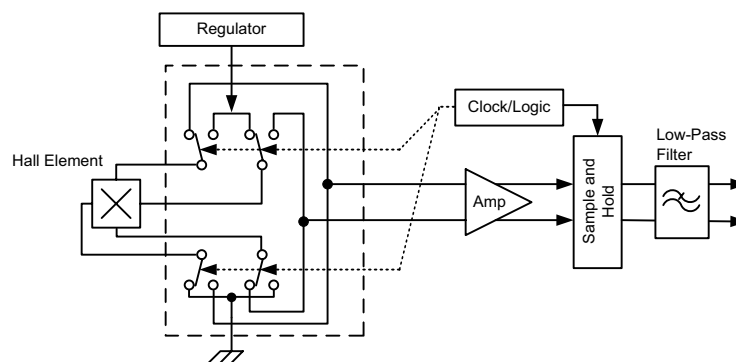 Regulator
Clock/Logic
Hall Element
Low-Pass
Filter
Amp
Sample and
Hold